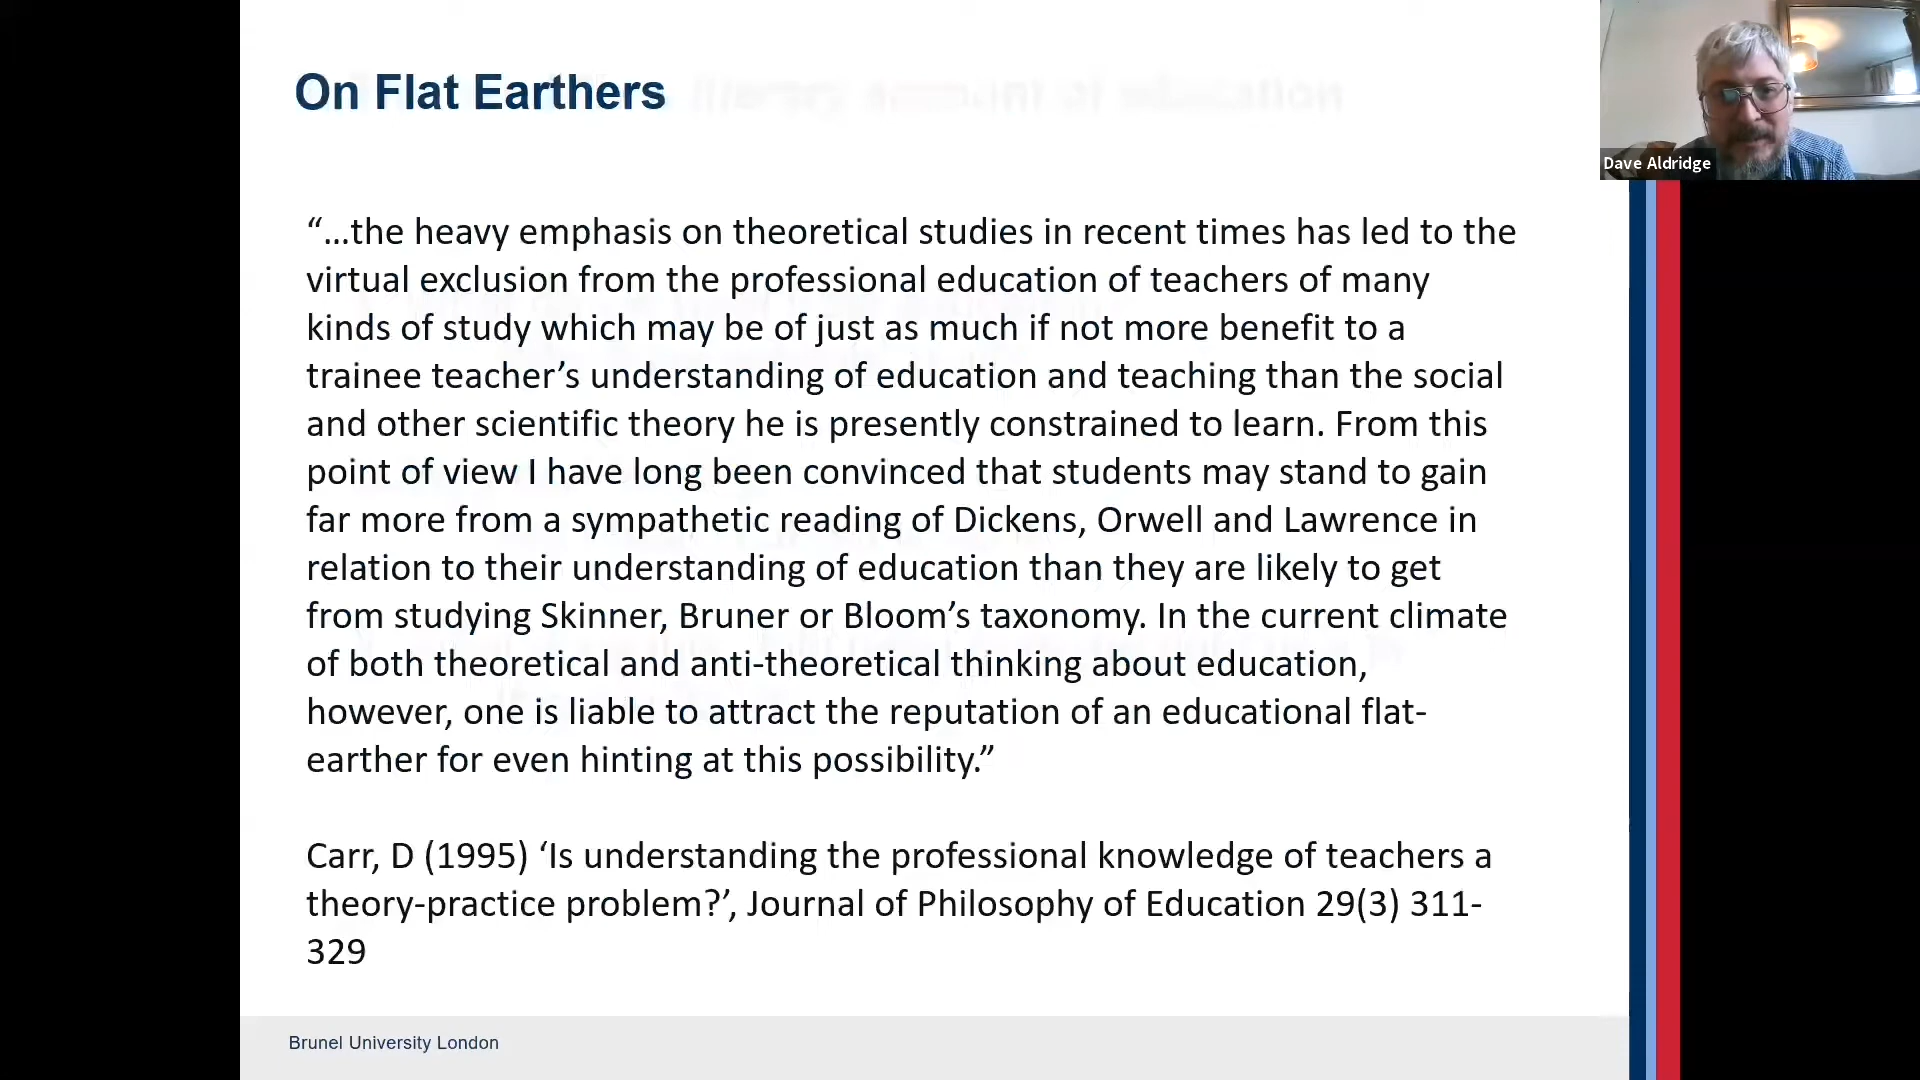 On Flat Earthers
Dave Aldridge
“…the heavy emphasis on theoretical studies in recent times has led to the
virtual exclusion from the professional education of teachers of many
kinds of study which may be of just as much if not more benefit to a
trainee teacher’s understanding of education and teaching than the social
and other scientific theory he is presently constrained to learn. From this
point of view I have long been convinced that students may stand to gain
far more from a sympathetic reading of Dickens, Orwell and Lawrence in
relation to their understanding of education than they are likely to get
from studying Skinner, Bruner or Bloom’s taxonomy. In the current climate
of both theoretical and anti-theoretical thinking about education,
however, one is liable to attract the reputation of an educational flat-
earther for even hinting at this possibility.”
Carr, D (1995) ‘Is understanding the professional knowledge of teachers a
theory-practice problem?’, Journal of Philosophy of Education 29(3) 311-
329
Brunel University London